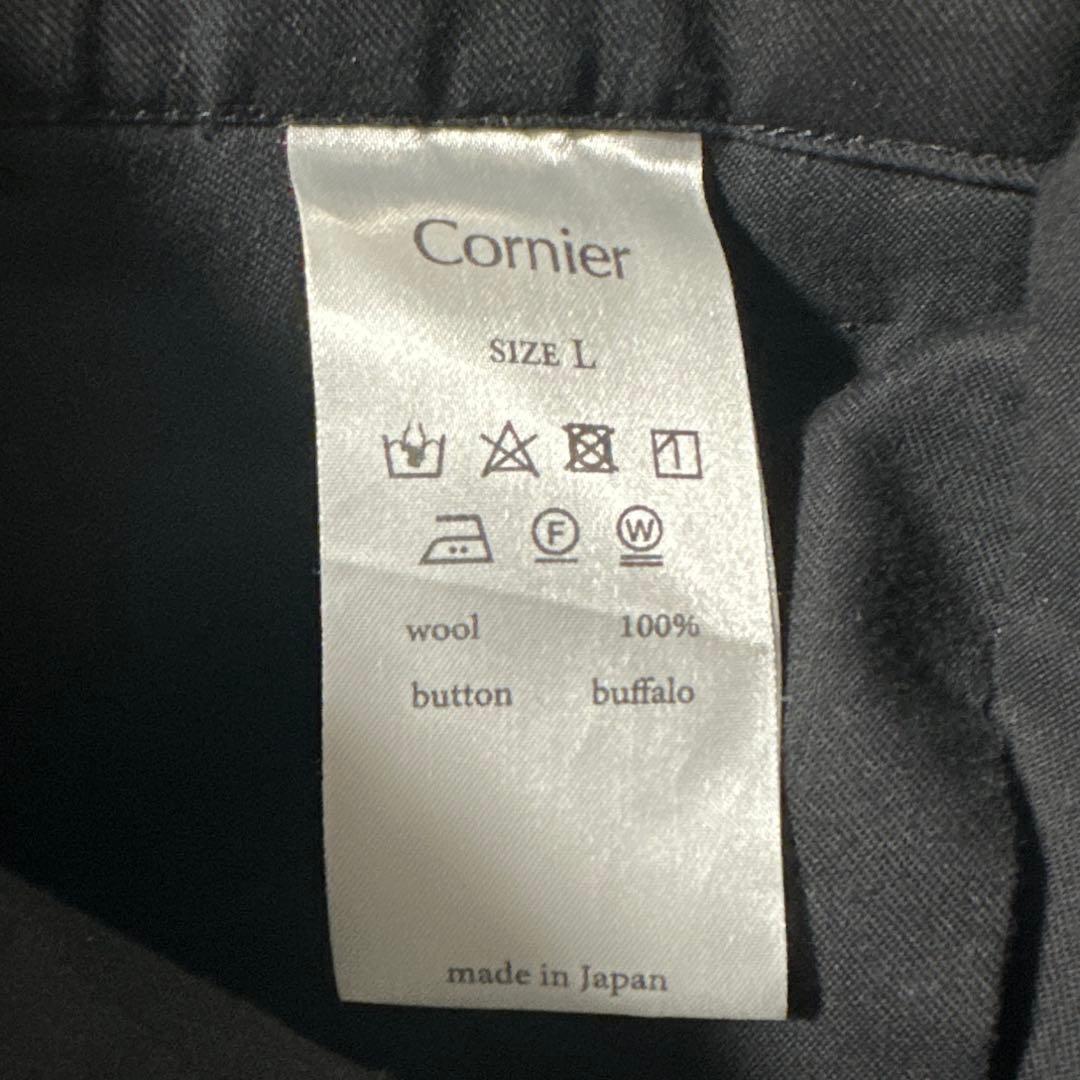 Cornier
SIZE L
F W
wool 100%
button buffalo
made in Japan